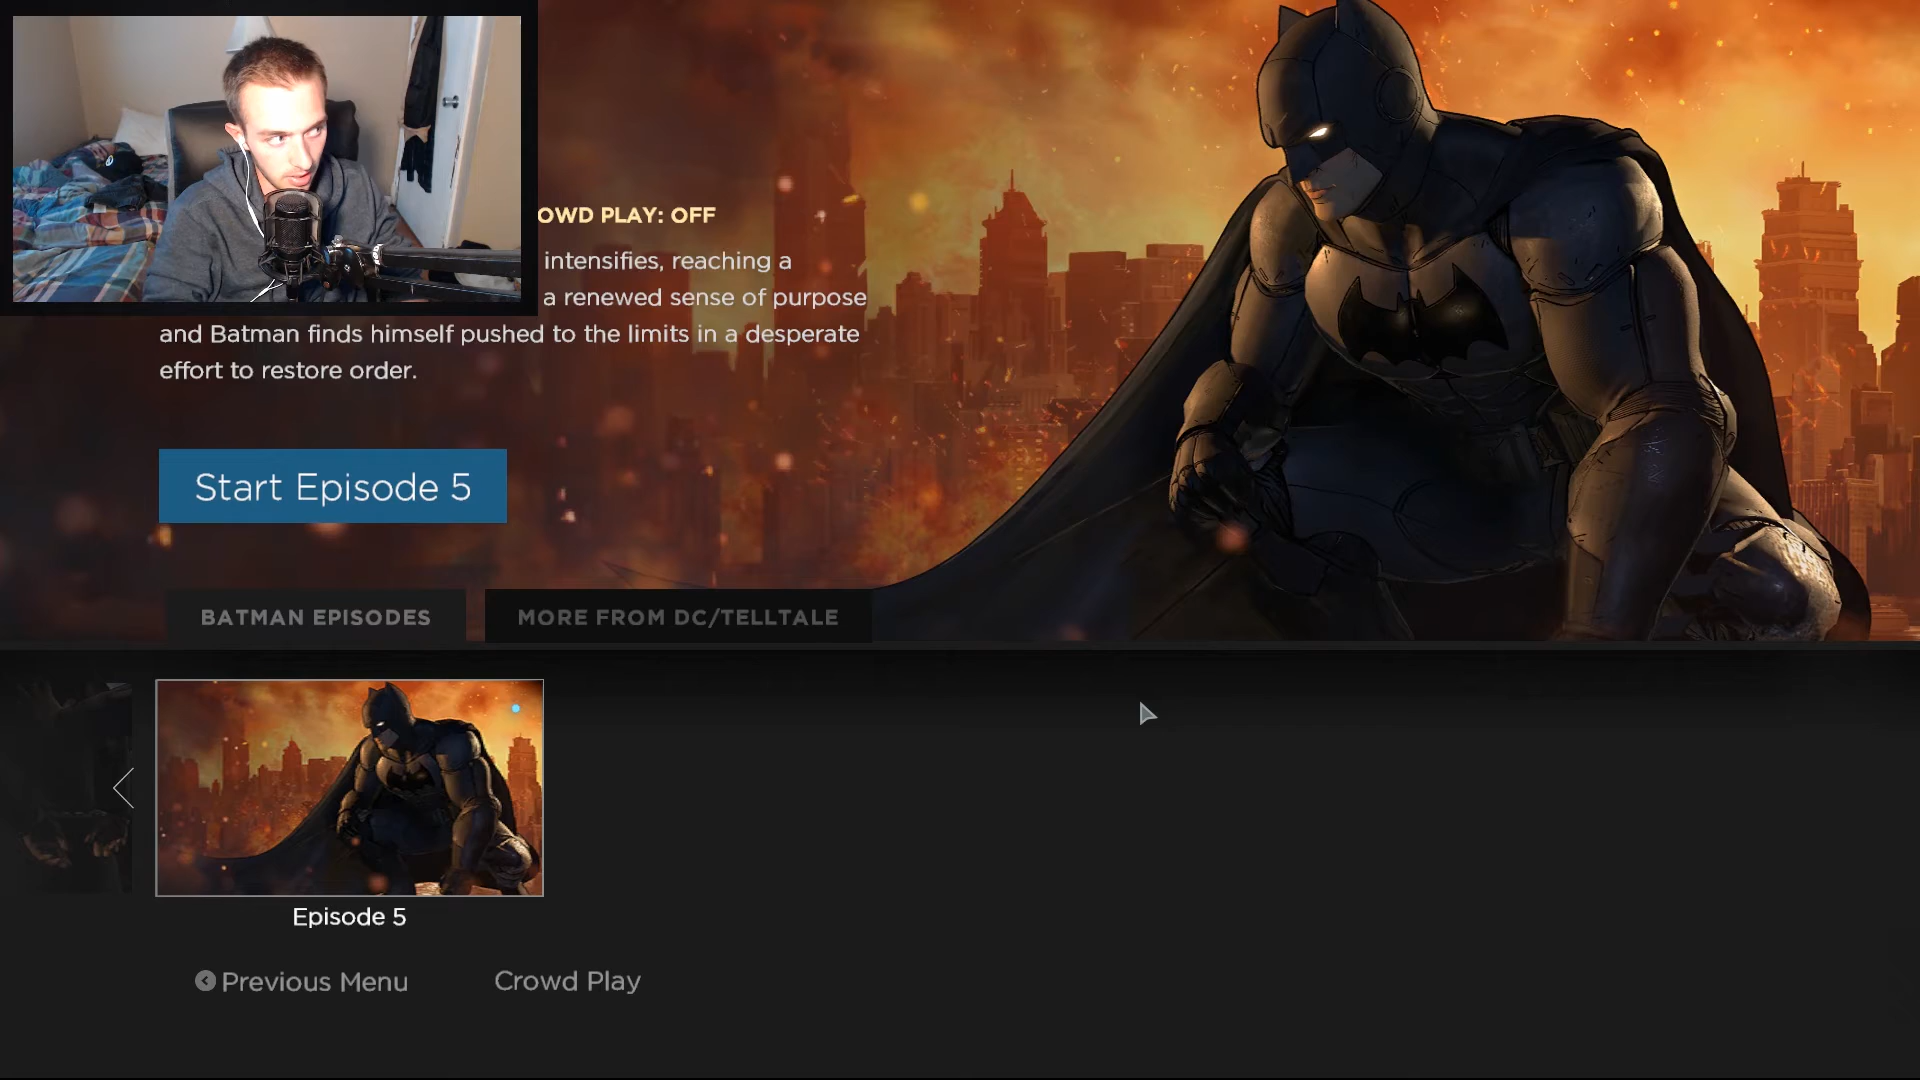 OWD PLAY: OFF
intensifies, reaching a
a renewed sense of purpose
and Batman finds himself pushed to the limits in a desperate
effort to restore order.
Start Episode 5
BATMAN EPISODES
MORE FROM DC/TELLTALE
Episode 5
Previous Menu
Crowd Play